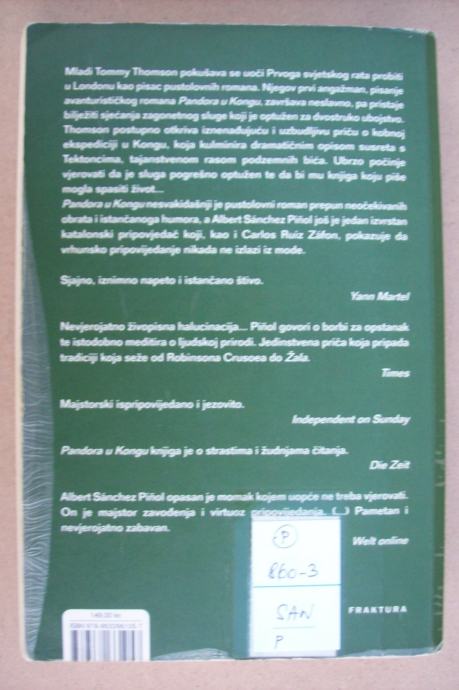 Mladi Tommy Thomson pokušava se uoči Prvoga svjetskog rata probiti
u Londonu kao pisac pustolovnih romana. Njegov prvi angažman, pisanje
avanturističkog romana Pandora u Kongu, završava neslavno, pa pristaje
bilježiti sjećanja zagonetnog sluge koji je optužen za dvostruko ubojstvo.
Thomson postupno otkriva iznenađujuću i uzbudljivu priču o kobnoj
ekspediciji u Kongu, koja kulminira dramatičnim opisom susreta s
Tektoncima, tajanstvenom rasom podzemnih bića. Ubrzo počinje
vjerovati da je sluga pogrešno optužen te da bi mu knjiga koju piše
mogla spasiti život...
Pandora u Kongu nesvakidašnji je pustolovni roman prepun neočekivanih
obrata i istančanoga humora, a Albert Sánchez Piñol još je jedan izvrstan
katalonski pripovjedač koji, kao i Carlos Ruiz Záfon, pokazuje da
vrhunsko pripovijedanje nikada ne izlazi iz mode.
Sjajno, iznimno napeto i istančano štivo.
Yann Martel
Nevjerojatno živopisna halucinacija... Piñol govori o borbi za opstanak
te istodobno meditira o ljudskoj prirodi. Jedinstvena priča koja pripada
tradiciji koja seže od Robinsona Crusoea do Žala.
Times
Majstorski ispripovijedano i jezovito.
Independent on Sunday
Pandora u Kongu knjiga je o strastima i žudnjama čitanja.
Die Zeit
Albert Sánchez Piñol opasan je momak kojem uopće ne treba vjerovati.
On je majstor zavođenja i virtuoz pripovijedanja. (...) Pametan i
nevjerojatno zabavan.
Welt online
P
860-3
SAN
P
FRAKTURA
149,00 kn